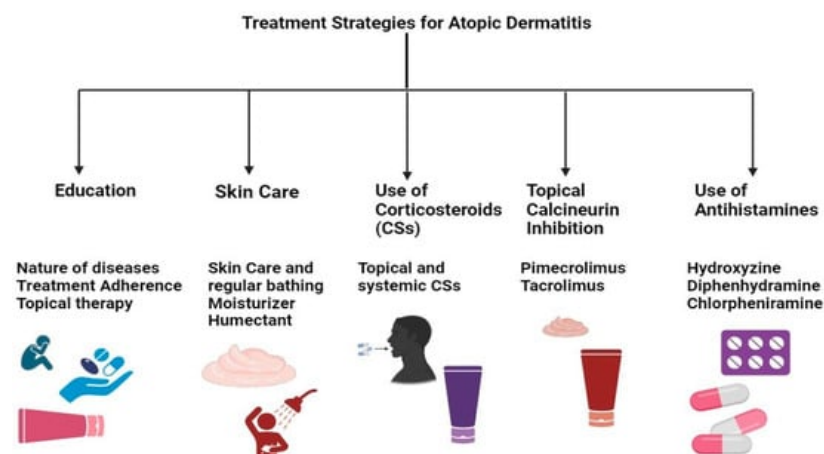 Treatment Strategies for Atopic Dermatitis
Education
Nature of diseases
Treatment Adherence
Topical therapy
Skin Care
Skin Care and
regular bathing
Moisturizer
Humectant
Use of
Corticosteroids
(CSs)
Topical and
systemic CSs
Topical
Calcineurin
Inhibition
Pimecrolimus
Tacrolimus
Use of
Antihistamines
Hydroxyzine
Diphenhydramine
Chlorpheniramine